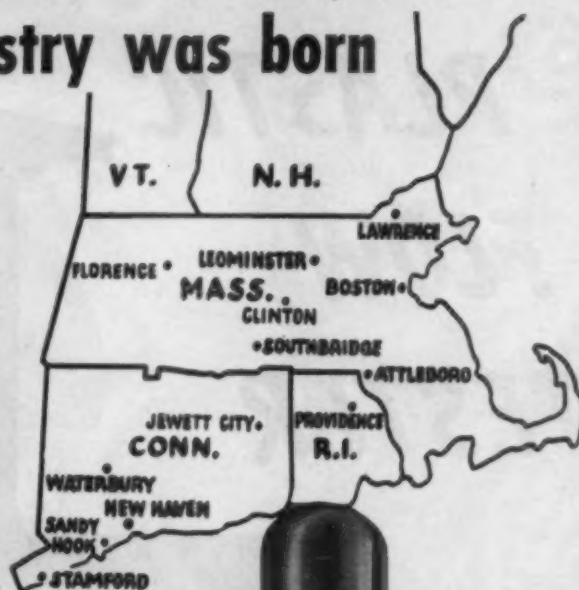 stry was born
VT. N. H.
LAWRENCE
FLORENCE LEOMINSTER
MASS. BOSTON
CLINTON
SOUTHBRIDGE
ATTLEBORO
JEWETT CITY PROVIDENCE
CONN. R.I.
WATERBURY
NEW HAVEN
SANDY
HOOK
STAMFORD